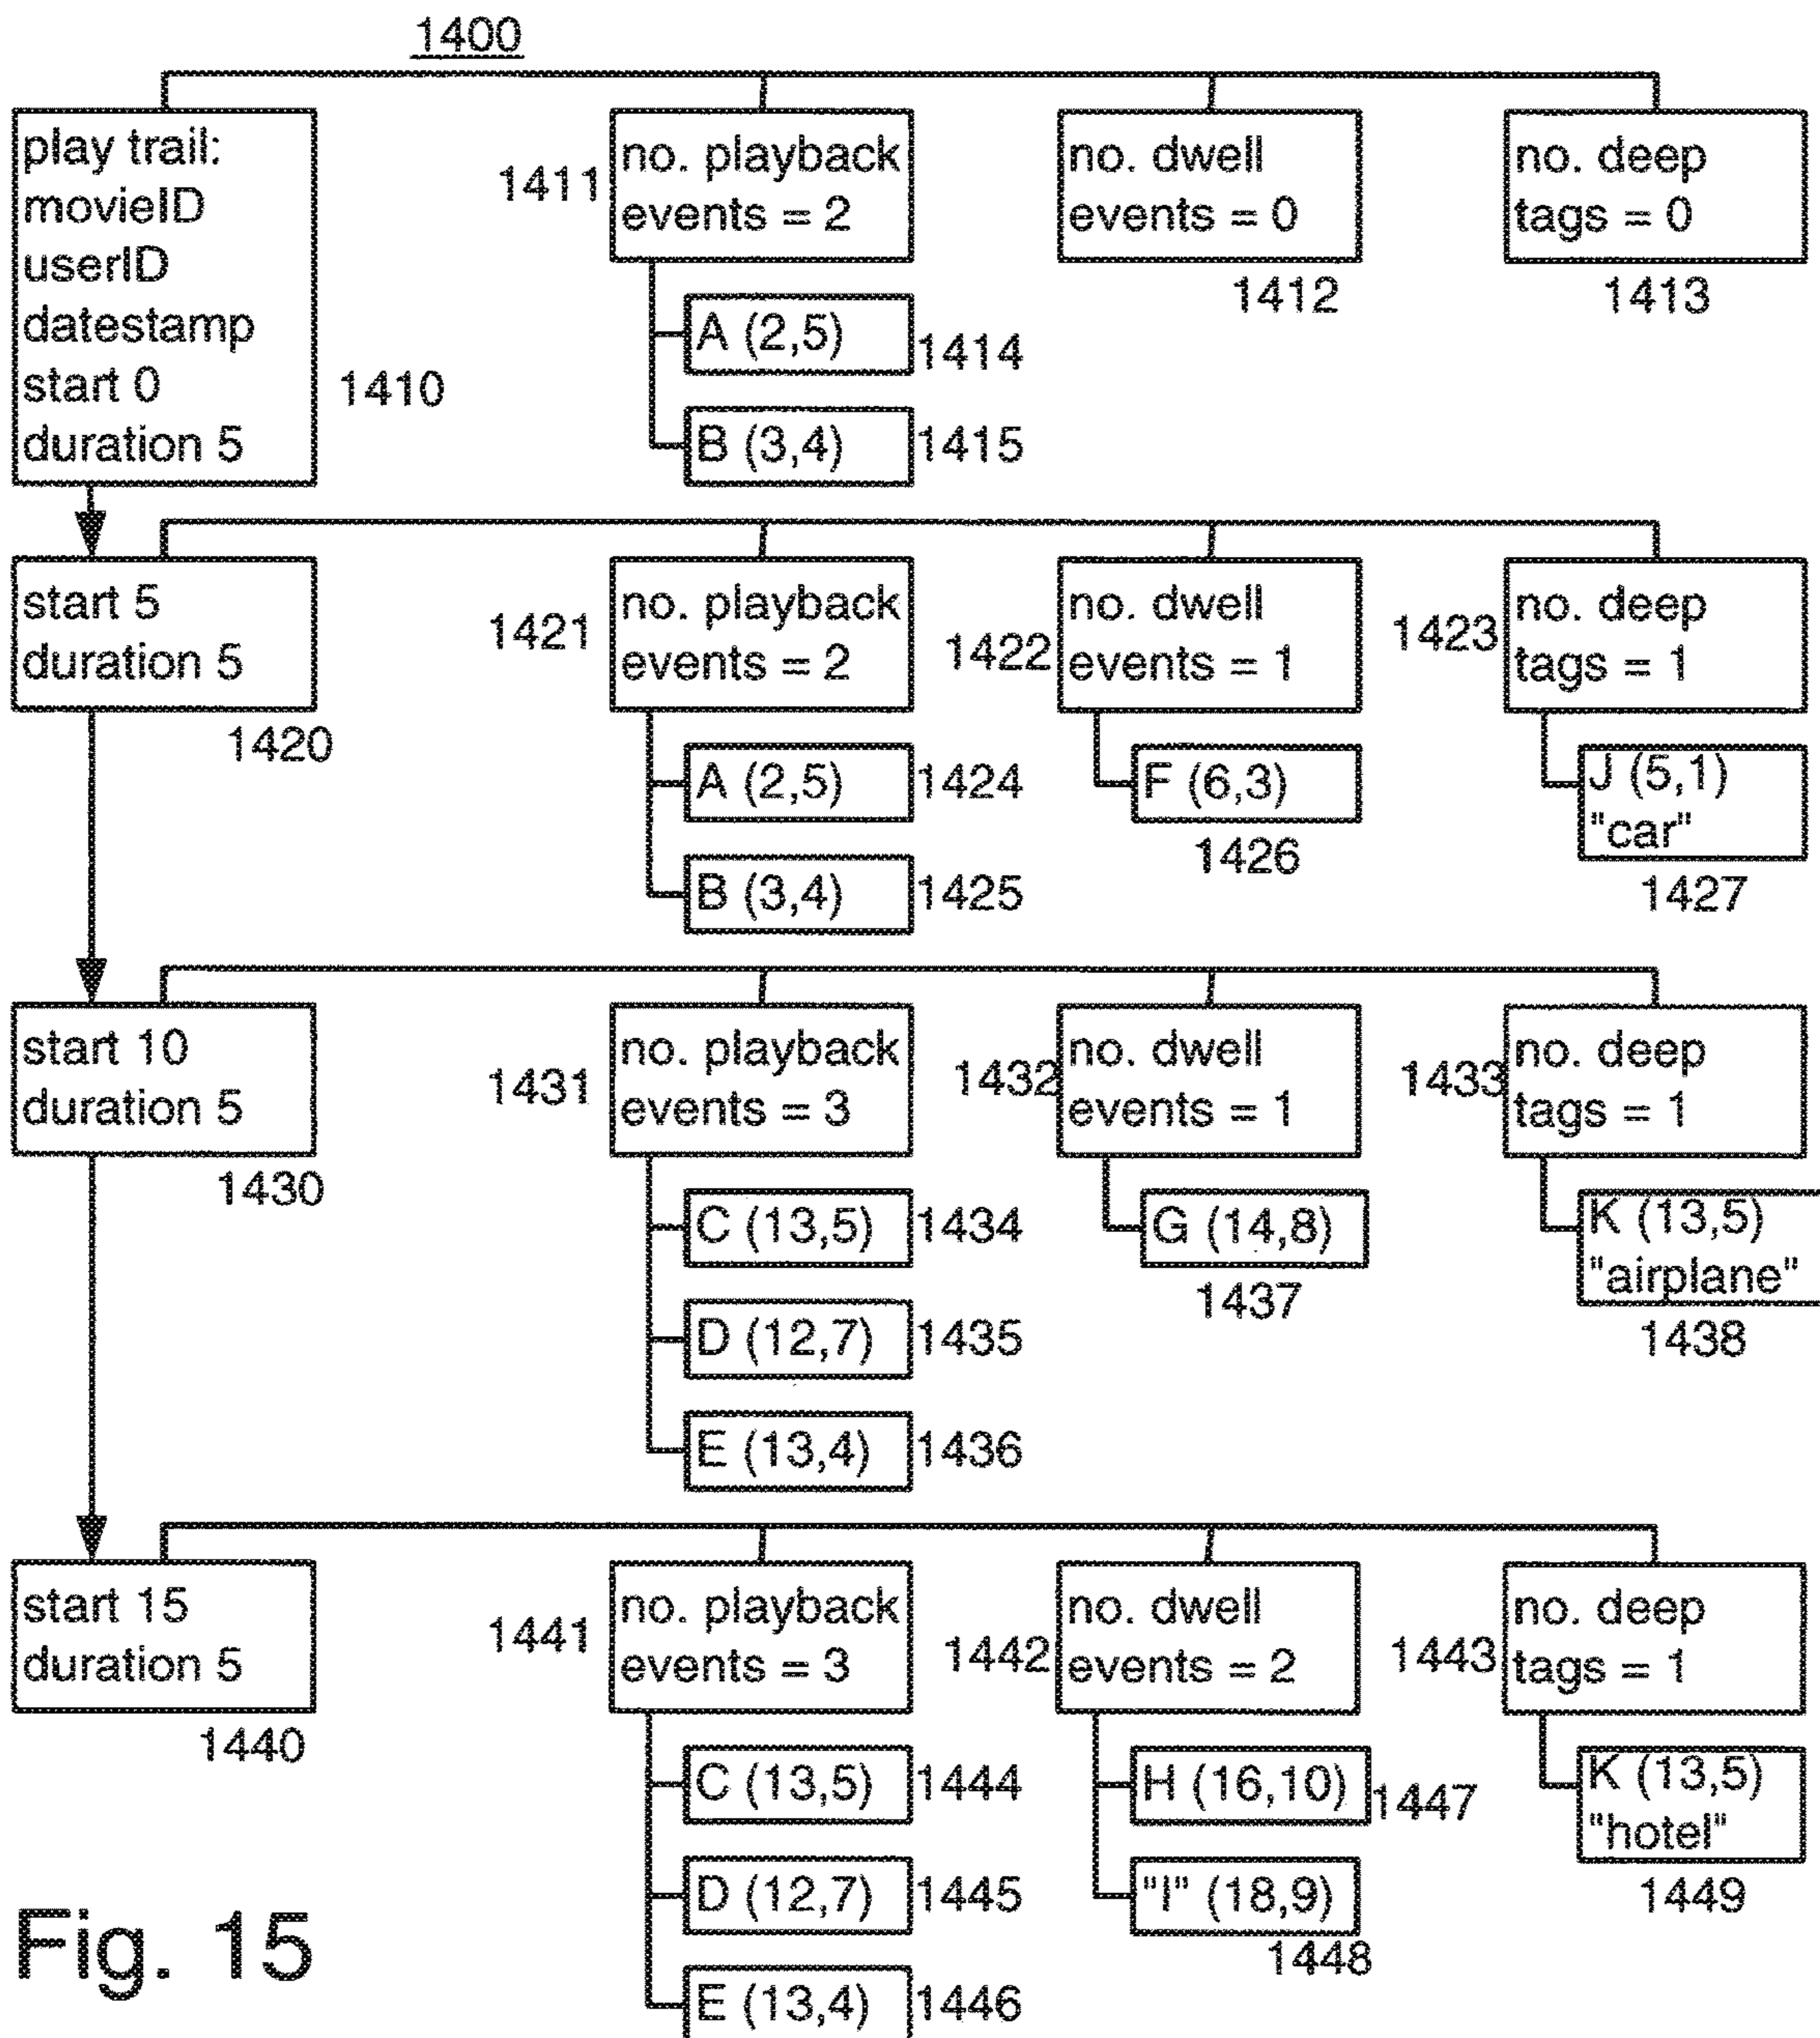 1400
play trail:
movieID
userID
datestamp
start 0
duration 5
1410
1411
no. playback
events = 2
A (2,5)
1414
B (3,4)
1415
no. dwell
events = 0
1412
no. deep
tags = 0
1413
start 5
duration 5
1420
1421
no. playback
events = 2
A (2,5)
1424
B (3,4)
1425
1422
no. dwell
events = 1
F (6,3)
1426
1423
no. deep
tags = 1
J (5,1)
"car"
1427
start 10
duration 5
1430
1431
no. playback
events = 3
C (13,5)
1434
D (12,7)
1435
E (13,4)
1436
1432
no. dwell
events = 1
G (14,8)
1437
1433
no. deep
tags = 1
K (13,5)
"airplane"
1438
start 15
duration 5
1440
1441
no. playback
events = 3
C (13,5)
1444
D (12,7)
1445
E (13,4)
1446
1442
no. dwell
events = 2
H (16,10)
1447
"I" (18,9)
1448
1443
no. deep
tags = 1
K (13,5)
"hotel"
1449
Fig. 15